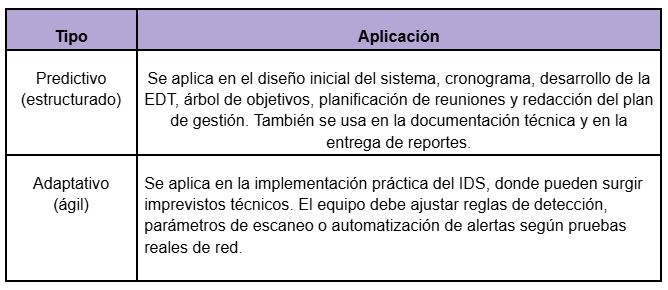 Tipo
Aplicación
Predictivo
(estructurado)
Se aplica en el diseño inicial del sistema, cronograma, desarrollo de la
EDT, árbol de objetivos, planificación de reuniones y redacción del plan
de gestión. También se usa en la documentación técnica y en la
entrega de reportes.
Adaptativo
(ágil)
Se aplica en la implementación práctica del IDS, donde pueden surgir
imprevistos técnicos. El equipo debe ajustar reglas de detección,
parámetros de escaneo o automatización de alertas según pruebas
reales de red.